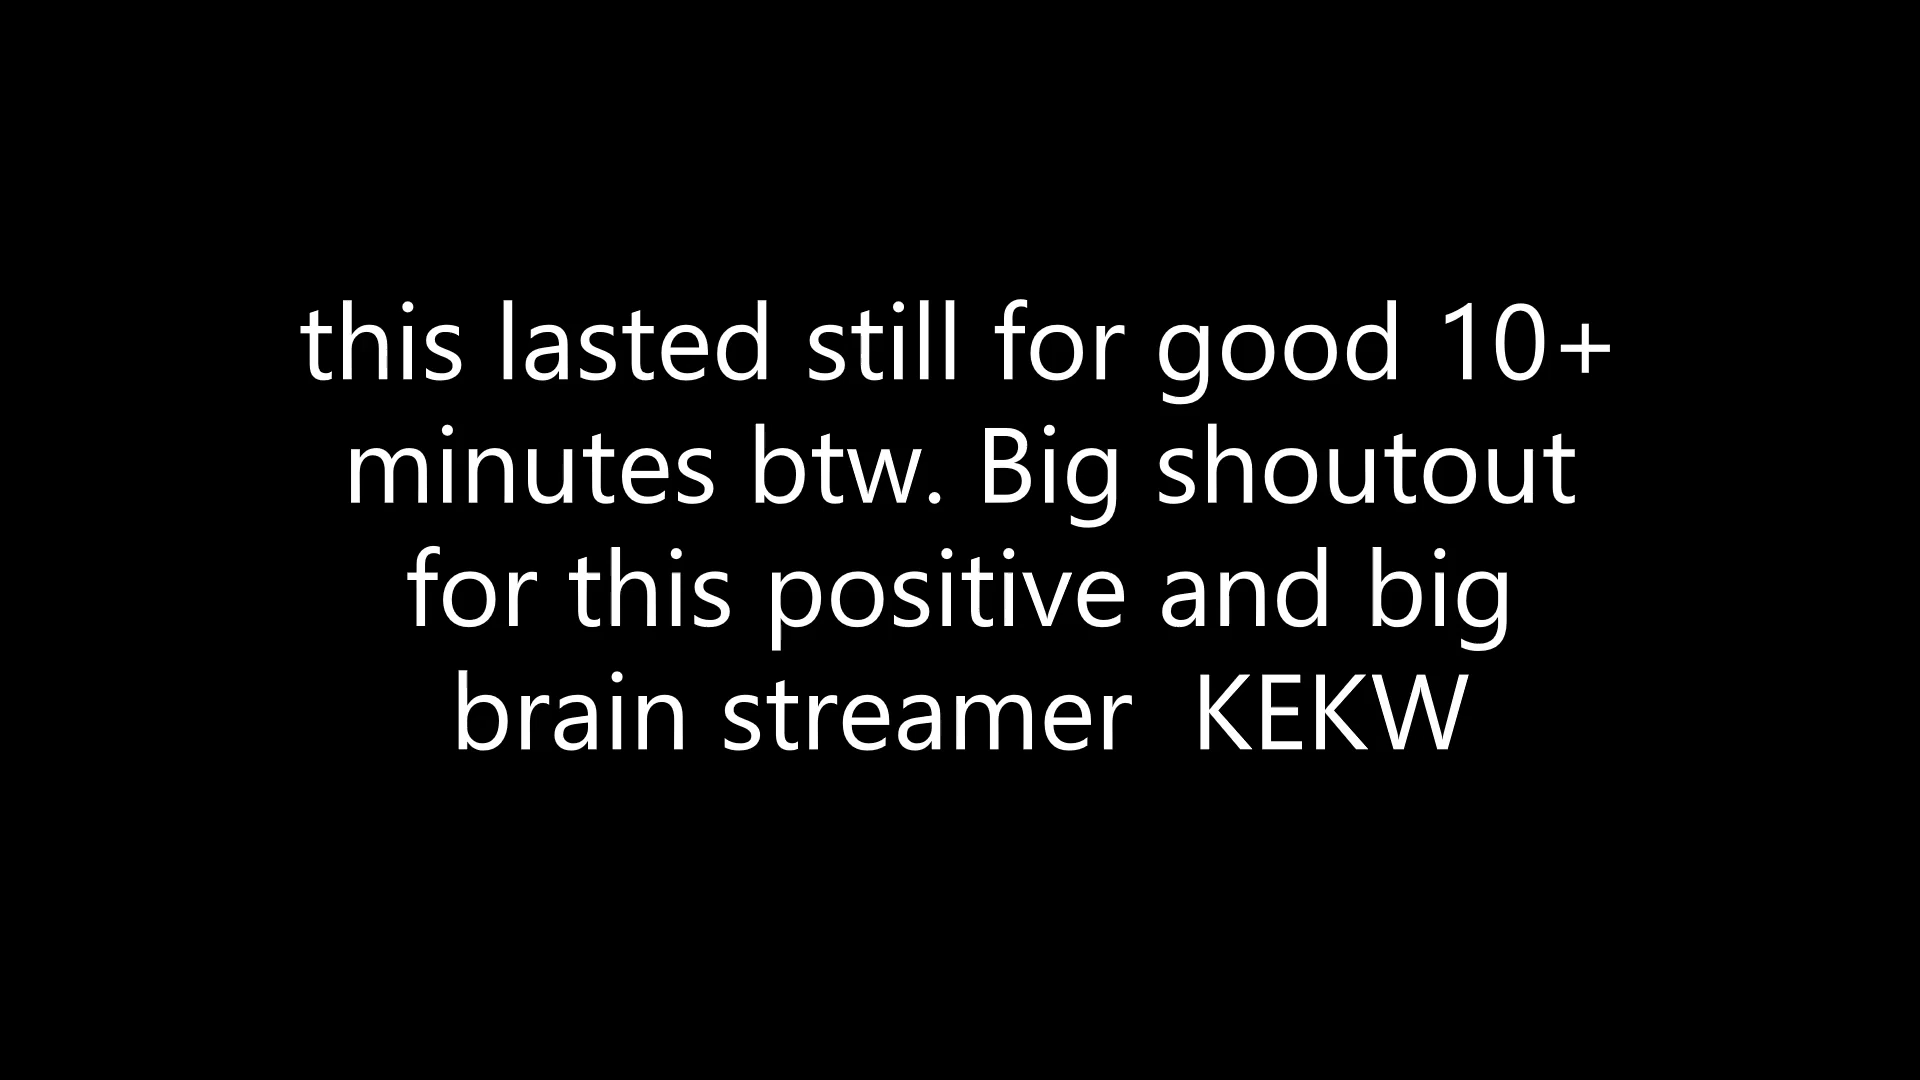 this lasted still for good 10+
minutes btw. Big shoutout
for this positive and big
brain streamer  KEKW